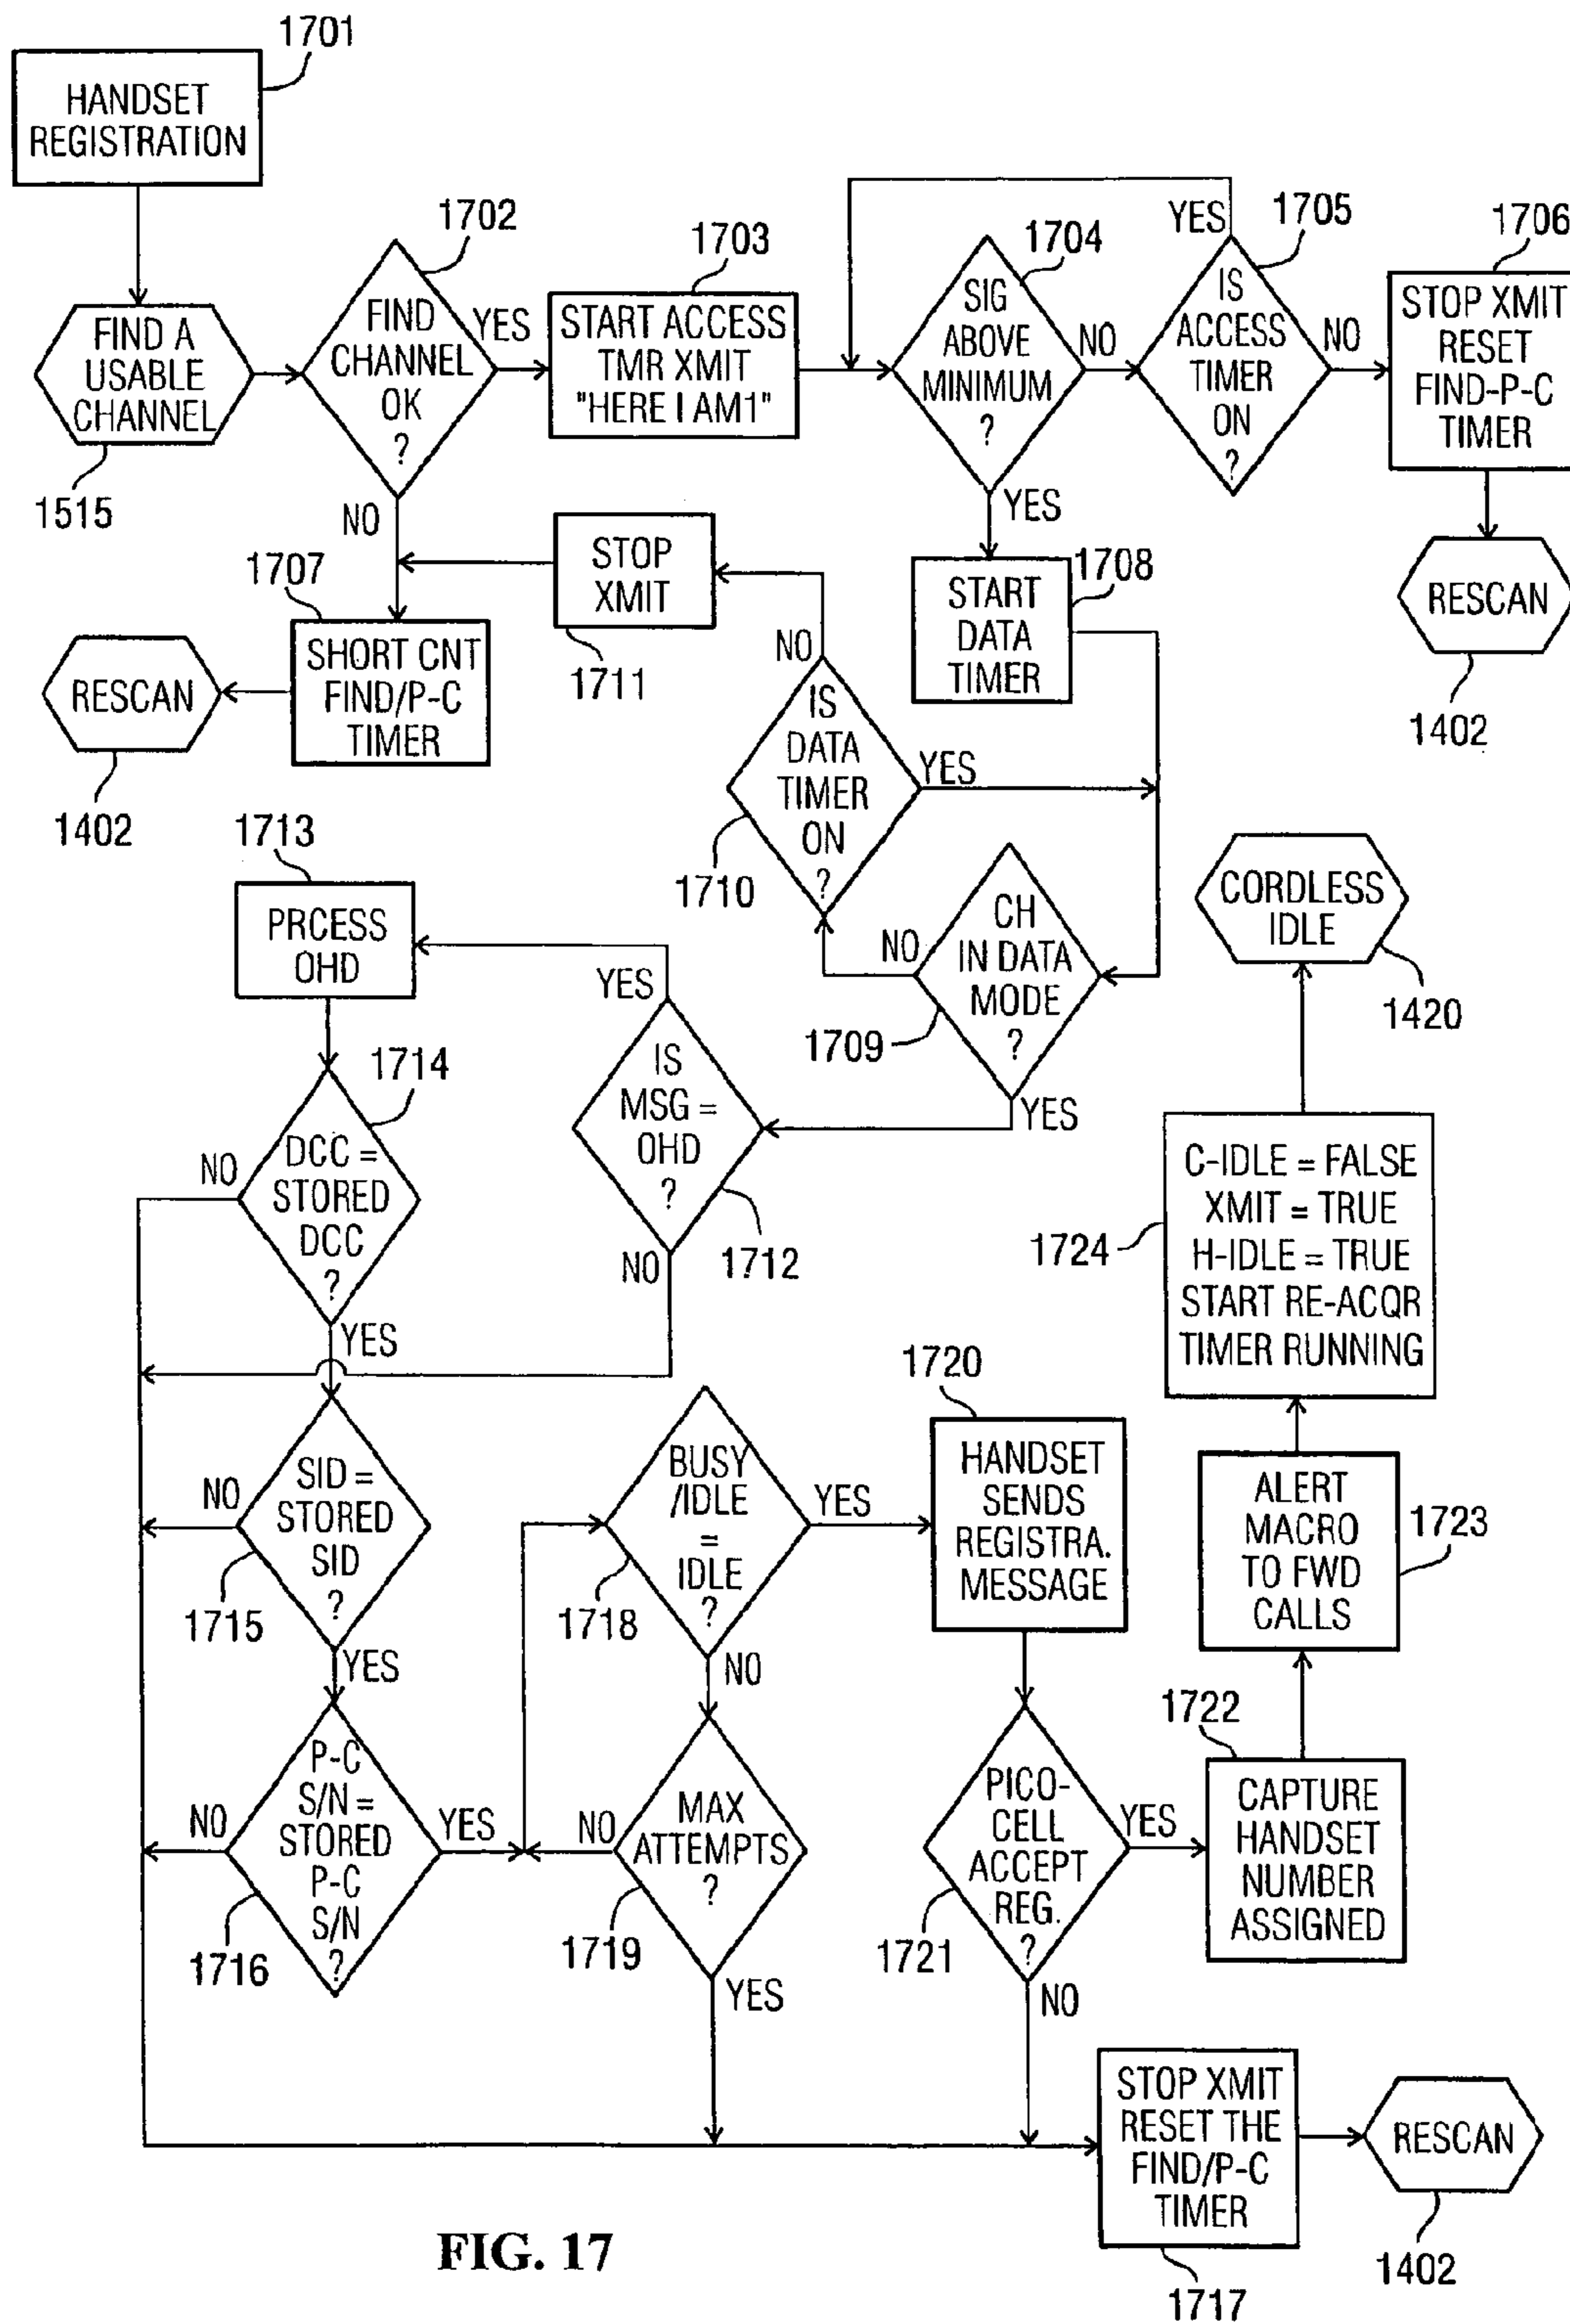 1701
HANDSET
REGISTRATION
FIND A
USABLE
CHANNEL
1515
1702
FIND
CHANNEL
OK
?
YES
NO
1703
START ACCESS
TMR XMIT
"HERE I AM1"
1704
SIG
ABOVE
MINIMUM
?
NO
YES
1705
YES
IS
ACCESS
TIMER
ON
?
NO
1706
STOP XMIT
RESET
FIND-P-C
TIMER
RESCAN
1402
1707
SHORT CNT
FIND/P-C
TIMER
RESCAN
1402
STOP
XMIT
1711
1708
START
DATA
TIMER
NO
IS
DATA
TIMER
ON
?
YES
1710
CH
IN DATA
MODE
?
NO
1709
YES
1713
PRCESS
OHD
YES
IS
MSG =
OHD
?
1712
NO
1714
DCC =
STORED
DCC
?
NO
YES
SID =
STORED
SID
?
NO
1715
YES
P-C
S/N =
STORED
P-C
S/N
?
NO
YES
1716
BUSY
/IDLE
=
IDLE
?
YES
1718
NO
MAX
ATTEMPTS
?
NO
1719
YES
1720
HANDSET
SENDS
REGISTRA.
MESSAGE
PICO-
CELL
ACCEPT
REG.
?
YES
1721
NO
1722
CAPTURE
HANDSET
NUMBER
ASSIGNED
ALERT
MACRO
TO FWD
CALLS
1723
C-IDLE = FALSE
XMIT = TRUE
H-IDLE = TRUE
START RE-ACQR
TIMER RUNNING
1724
CORDLESS
IDLE
1420
STOP XMIT
RESET THE
FIND/P-C
TIMER
1717
RESCAN
1402
FIG. 17